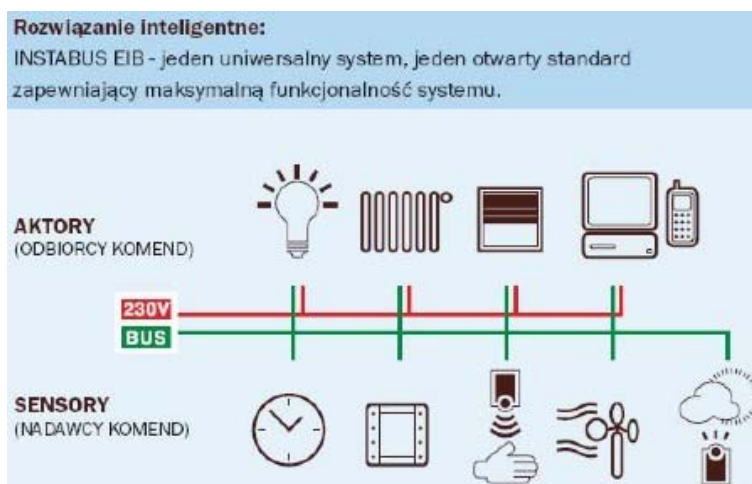 Rozwiązanie inteligentne:
INSTABUS EIB - jeden uniwersalny system, jeden otwarty standard
zapewniający maksymalną funkcjonalność systemu.
AKTORY
(ODBIORCY KOMEND)
230V
BUS
SENSORY
(NADAWCY KOMEND)